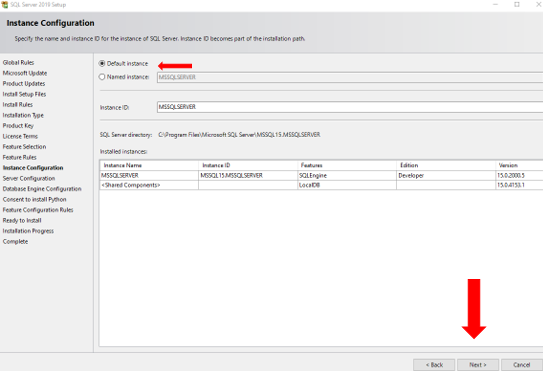 SQL Server 2019 Setup
Instance Configuration
Specify the name and instance ID for the instance of SQL Server. Instance ID becomes part of the installation path.
Global Rules
Microsoft Update
Product Updates
Install Setup Files
Install Rules
Installation Type
Product Key
License Terms
Feature Selection
Feature Rules
Instance Configuration
Server Configuration
Database Engine Configuration
Consent to install Python
Feature Configuration Rules
Ready to Install
Installation Progress
Complete
Default instance
Named instance: MSSQLSERVER
Instance ID: MSSQLSERVER
SQL Server directory: C:\Program Files\Microsoft SQL Server\MSSQL15.MSSQLSERVER
Installed instances:
Instance Name Instance ID Features Edition Version
MSSQLSERVER MSSQL15.MSSQLSERVER SQLEngine Developer 15.0.2000.5
<Shared Components> LocalDB 15.0.4153.1
< Back Next > Cancel